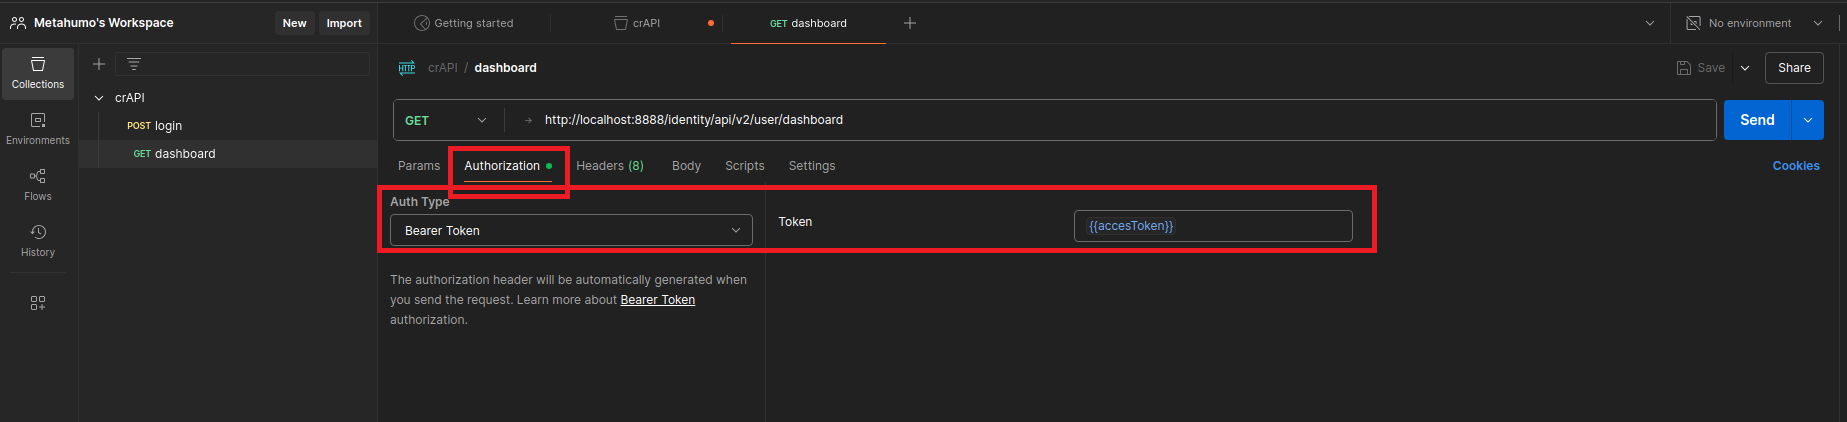 Metahumo's Workspace
New
Import
Getting started
crAPI
GET dashboard
No environment
Collections
Environments
Flows
History
crAPI
POST login
GET dashboard
HTTP
crAPI / dashboard
Save
Share
GET
http://localhost:8888/identity/api/v2/user/dashboard
Send
Params
Authorization
Headers (8)
Body
Scripts
Settings
Cookies
Auth Type
Bearer Token
Token
{{accesToken}}
The authorization header will be automatically generated when
you send the request. Learn more about Bearer Token
authorization.